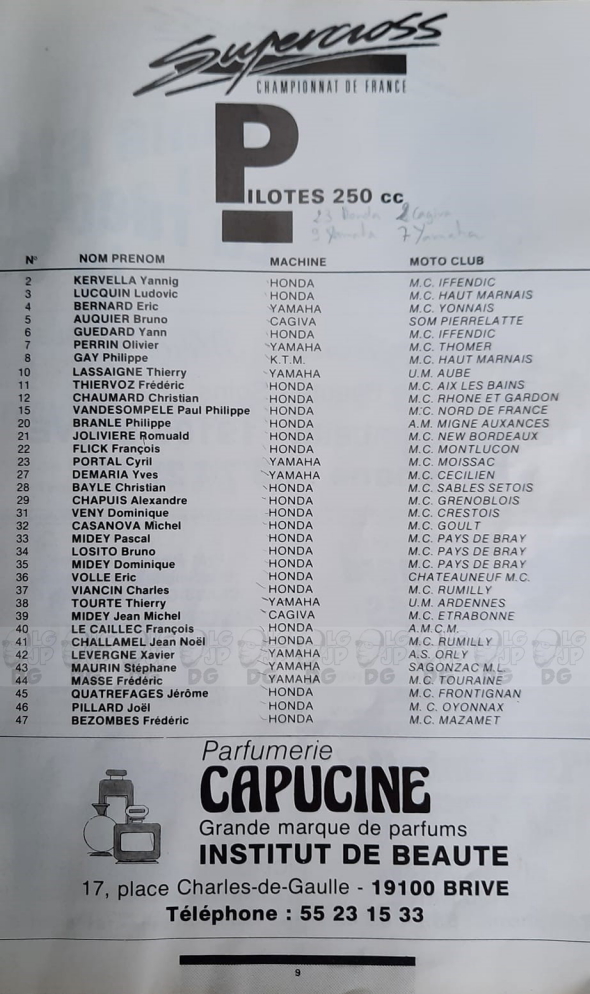 Supercross
CHAMPIONNAT DE FRANCE
PILOTES 250 cc
23 Honda 2 Cagiva
9 Yamaha 7 Yamaha
N° NOM PRENOM MACHINE MOTO CLUB
2 KERVELLA Yannig HONDA M.C. IFFENDIC
3 LUCQUIN Ludovic HONDA M.C. HAUT MARNAIS
4 BERNARD Eric YAMAHA M.C. YONNAIS
5 AUQUIER Bruno CAGIVA SOM PIERRELATTE
6 GUEDARD Yann HONDA M.C. IFFENDIC
7 PERRIN Olivier YAMAHA M.C. THOMER
8 GAY Philippe K.T.M. M.C. HAUT MARNAIS
10 LASSAIGNE Thierry YAMAHA U.M. AUBE
11 THIERVOZ Frédéric HONDA M.C. AIX LES BAINS
12 CHAUMARD Christian HONDA M.C. RHONE ET GARDON
15 VANDESOMPELE Paul Philippe HONDA M.C. NORD DE FRANCE
20 BRANLE Philippe HONDA A.M. MIGNE AUXANCES
21 JOLIVIERE Romuald HONDA M.C. NEW BORDEAUX
22 FLICK François HONDA M.C. MONTLUCON
23 PORTAL Cyril YAMAHA M.C. MOISSAC
27 DEMARIA Yves YAMAHA M.C. CECILIEN
28 BAYLE Christian HONDA M.C. SABLES SETOIS
29 CHAPUIS Alexandre HONDA M.C. GRENOBLOIS
31 VENY Dominique HONDA M.C. CRESTOIS
32 CASANOVA Michel HONDA M.C. GOULT
33 MIDEY Pascal HONDA M.C. PAYS DE BRAY
34 LOSITO Bruno HONDA M.C. PAYS DE BRAY
35 MIDEY Dominique HONDA M.C. PAYS DE BRAY
36 VOLLE Eric HONDA CHATEAUNEUF M.C.
37 VIANCIN Charles HONDA M.C. RUMILLY
38 TOURTE Thierry YAMAHA U.M. ARDENNES
39 MIDEY Jean Michel CAGIVA M.C. ETRABONNE
40 LE CAILLEC François HONDA A.M.C.M.
41 CHALLAMEL Jean Noël HONDA M.C. RUMILLY
42 LEVERGNE Xavier YAMAHA A.S. ORLY
43 MAURIN Stéphane YAMAHA SAGONZAC M.L.
44 MASSE Frédéric YAMAHA M.C. TOURAINE
45 QUATREFAGES Jérôme HONDA M.C. FRONTIGNAN
46 PILLARD Joël HONDA M. C. OYONNAX
47 BEZOMBES Frédéric HONDA M.C. MAZAMET
Parfumerie
CAPUCINE
Grande marque de parfums
INSTITUT DE BEAUTE
17, place Charles-de-Gaulle - 19100 BRIVE
Téléphone : 55 23 15 33
9